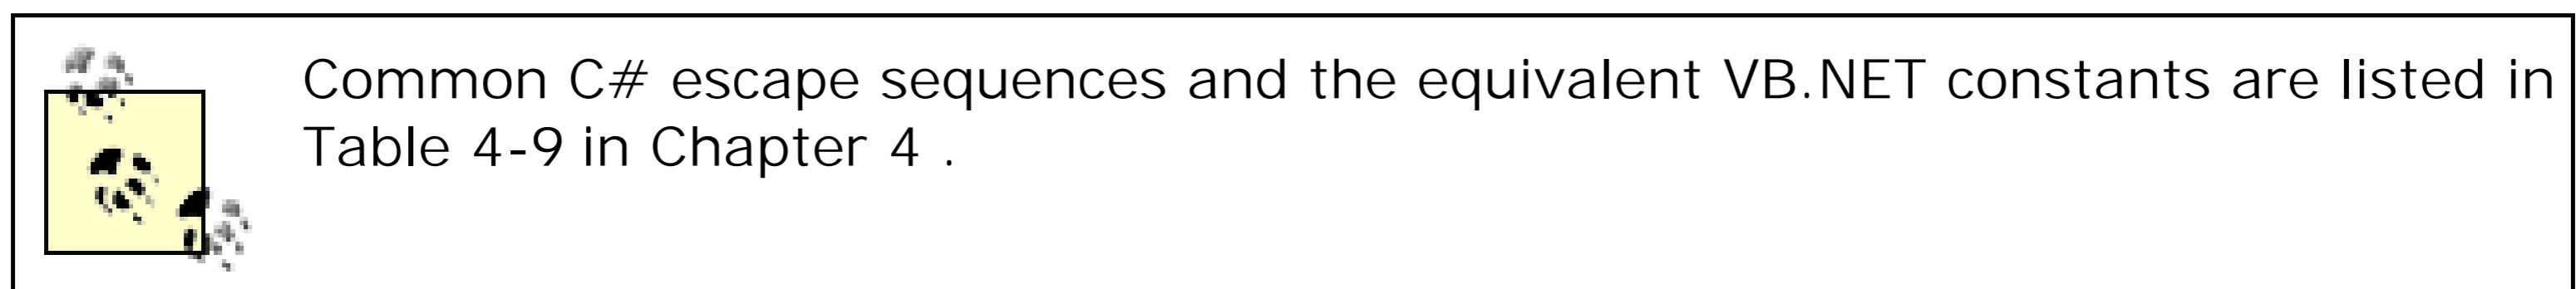 Common C# escape sequences and the equivalent VB.NET constants are listed in
Table 4-9 in Chapter 4 .